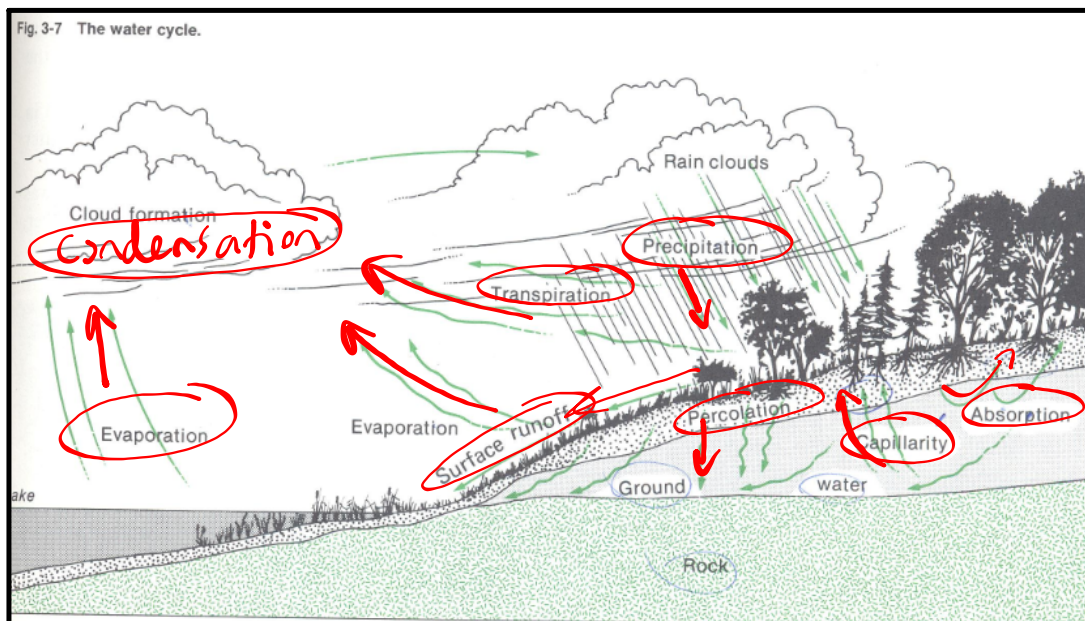 Fig. 3-7 The water cycle.
Rain clouds
Cloud formation
Condensation
Precipitation
Transpiration
Evaporation
Evaporation
Surface runoff
Percolation
Absorption
Capillarity
Ground water
ake
Rock